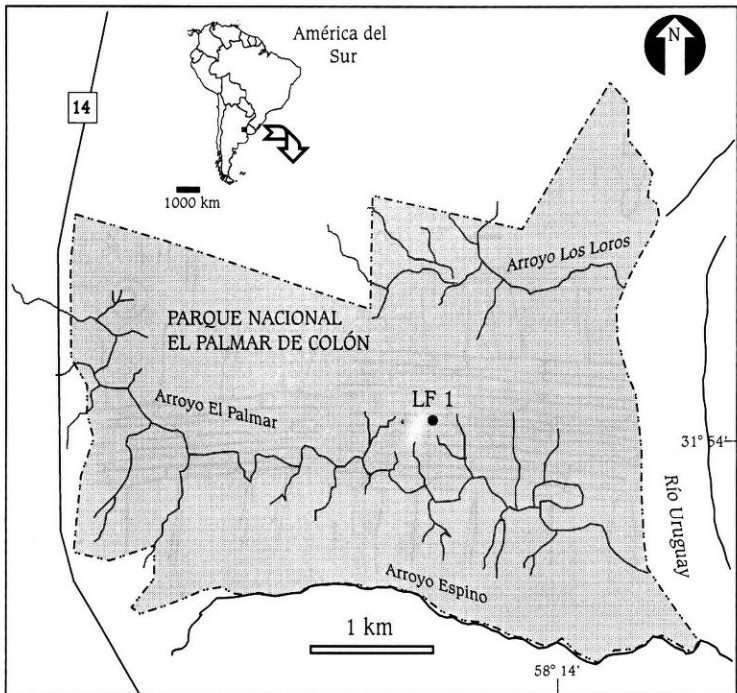 América del
Sur
N
14
1000 km
Arroyo Los Loros
PARQUE NACIONAL
EL PALMAR DE COLÓN
LF 1
Arroyo El Palmar
31° 54'
Río Uruguay
Arroyo Espino
1 km
58° 14'